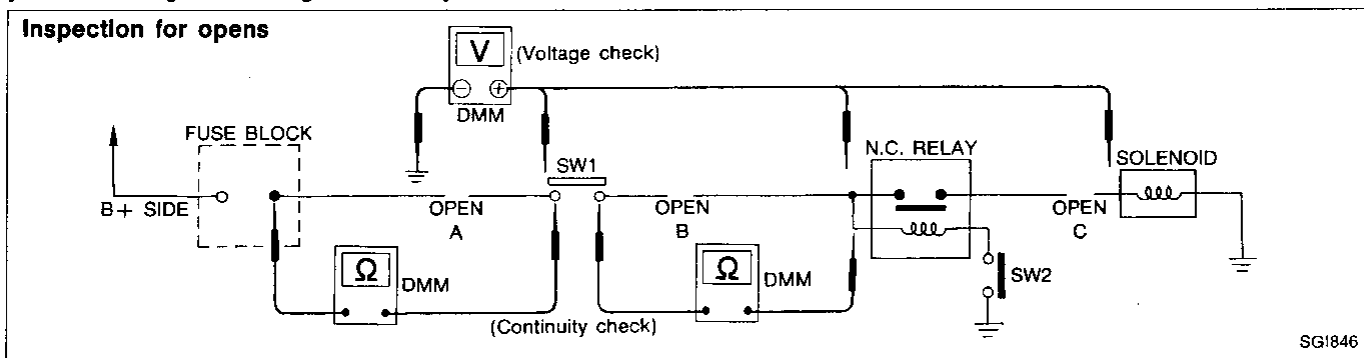 Inspection for opens
V
(Voltage check)
DMM
FUSE BLOCK
N.C. RELAY
SW1
SOLENOID
B+ SIDE
OPEN
A
OPEN
B
OPEN
C
Ω
DMM
Ω
DMM
SW2
(Continuity check)
SGI846